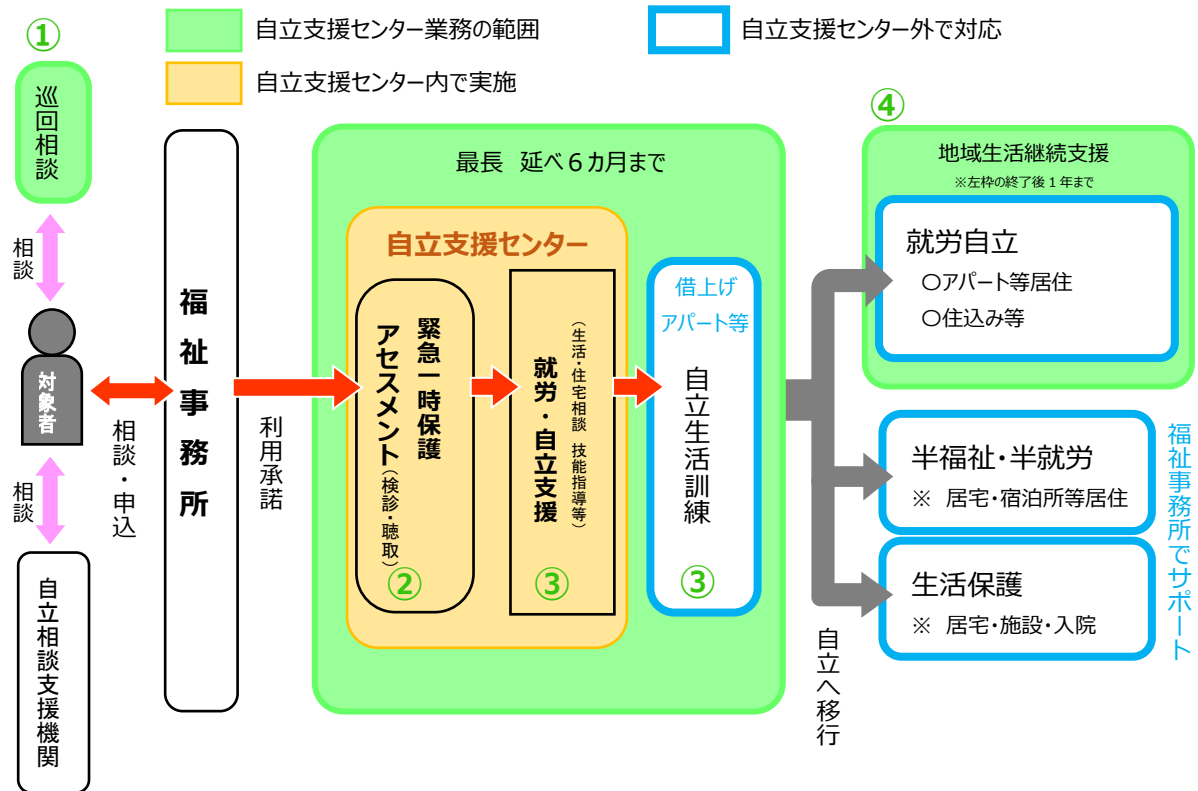 自立支援センター業務の範囲
自立支援センター外で対応
自立支援センター内で実施
①
巡回相談
相談
対象者
相談
自立相談支援機関
相談・申込
福祉事務所
利用承諾
最長 延べ６カ月まで
自立支援センター
緊急一時保護
アセスメント(検診・聴取)
②
(生活・住宅相談 技能指導等)
就労・自立支援
③
借上げ
アパート等
自立生活訓練
③
自立へ移行
④
地域生活継続支援
※左枠の終了後１年まで
就労自立
〇アパート等居住
〇住込み等
半福祉・半就労
※ 居宅・宿泊所等居住
生活保護
※ 居宅・施設・入院
福祉事務所でサポート